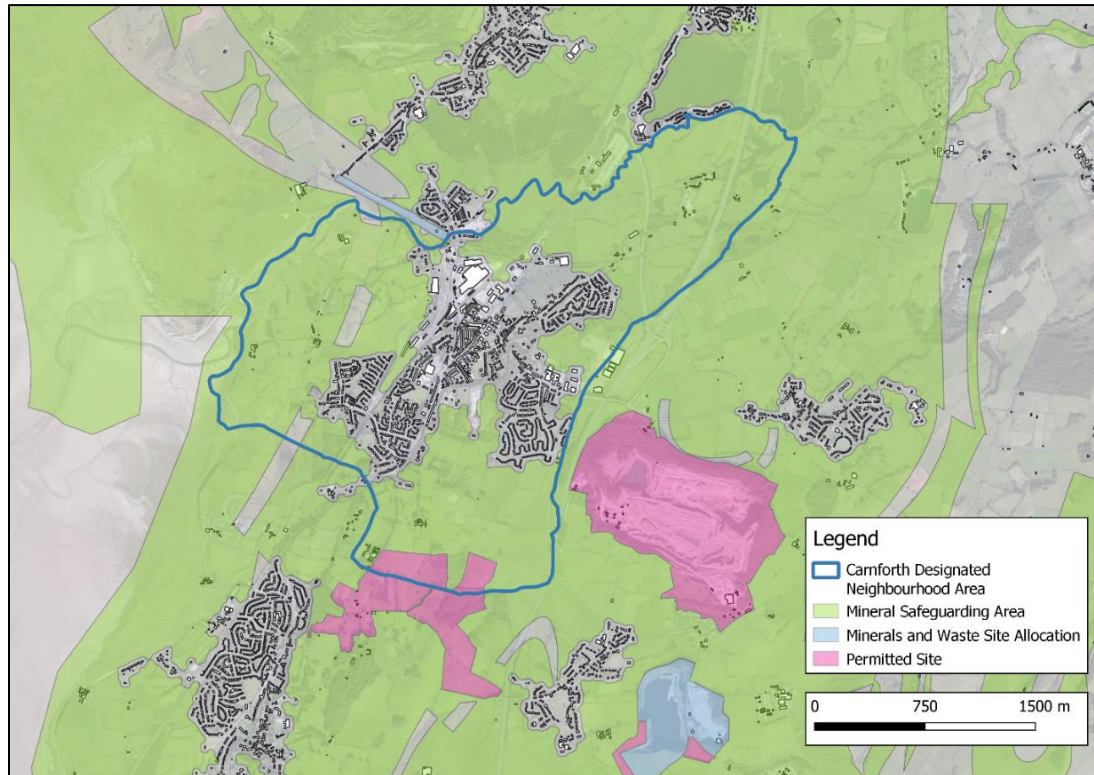 Legend
Carnforth Designated
Neighbourhood Area
Mineral Safeguarding Area
Minerals and Waste Site Allocation
Permitted Site
0 750 1500 m